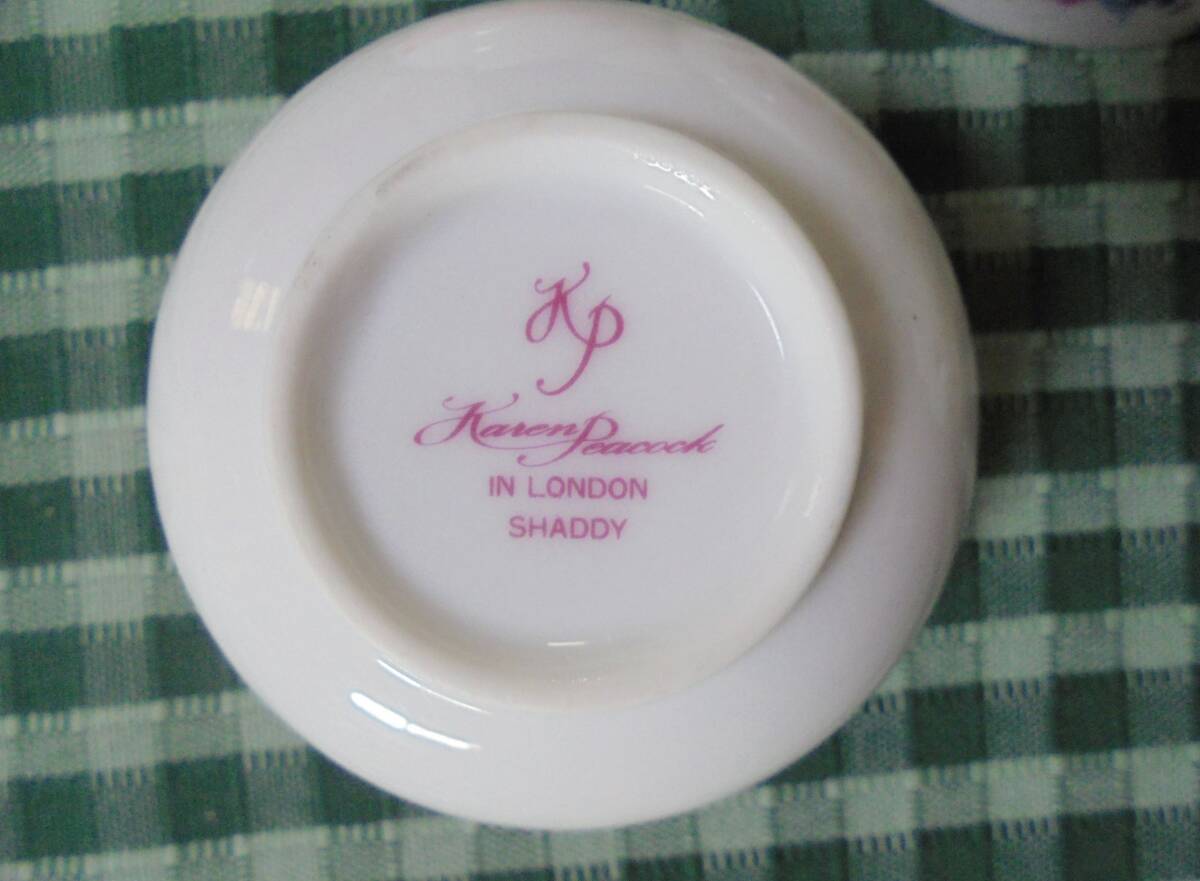 KP
Karen Peacock
IN LONDON
SHADDY